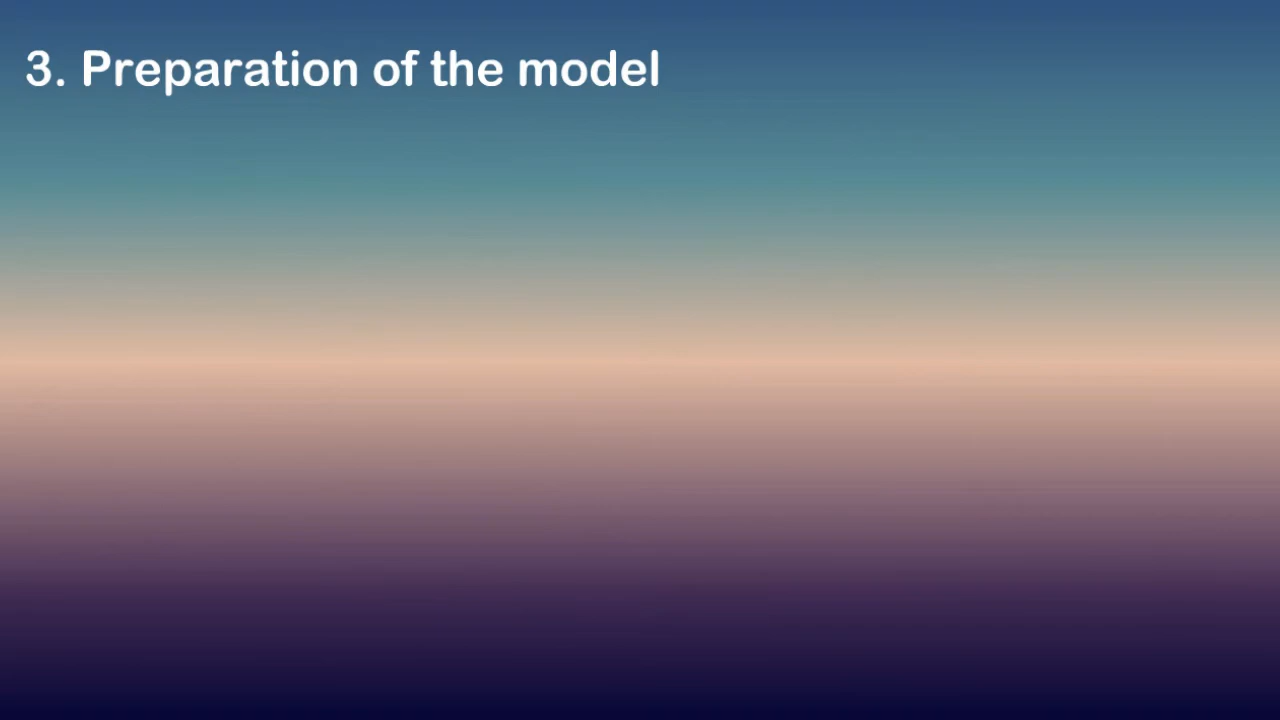 3. Preparation of the model